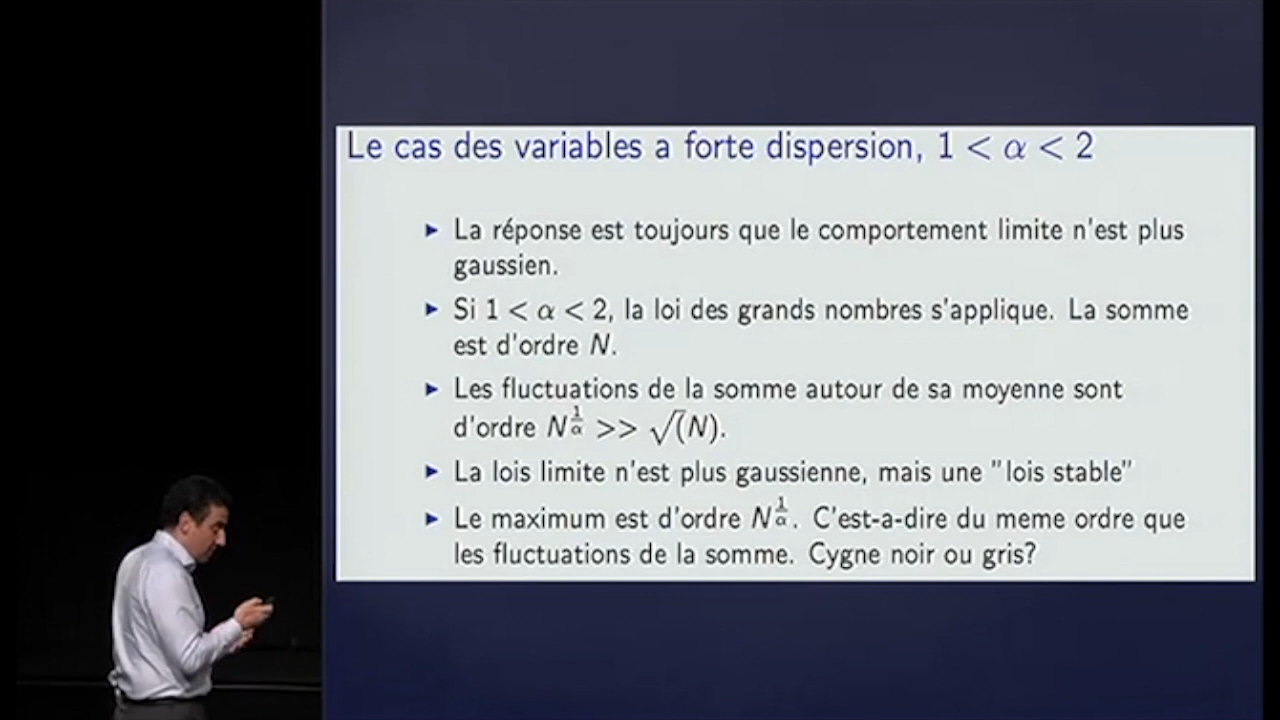 Le cas des variables a forte dispersion, 1 < α < 2
► La réponse est toujours que le comportement limite n'est plus
gaussien.
► Si 1 < α < 2, la loi des grands nombres s'applique. La somme
est d'ordre N.
► Les fluctuations de la somme autour de sa moyenne sont
d'ordre N^{1/α} >> √(N).
► La lois limite n'est plus gaussienne, mais une "lois stable"
► Le maximum est d'ordre N^{1/α}. C'est-a-dire du meme ordre que
les fluctuations de la somme. Cygne noir ou gris?